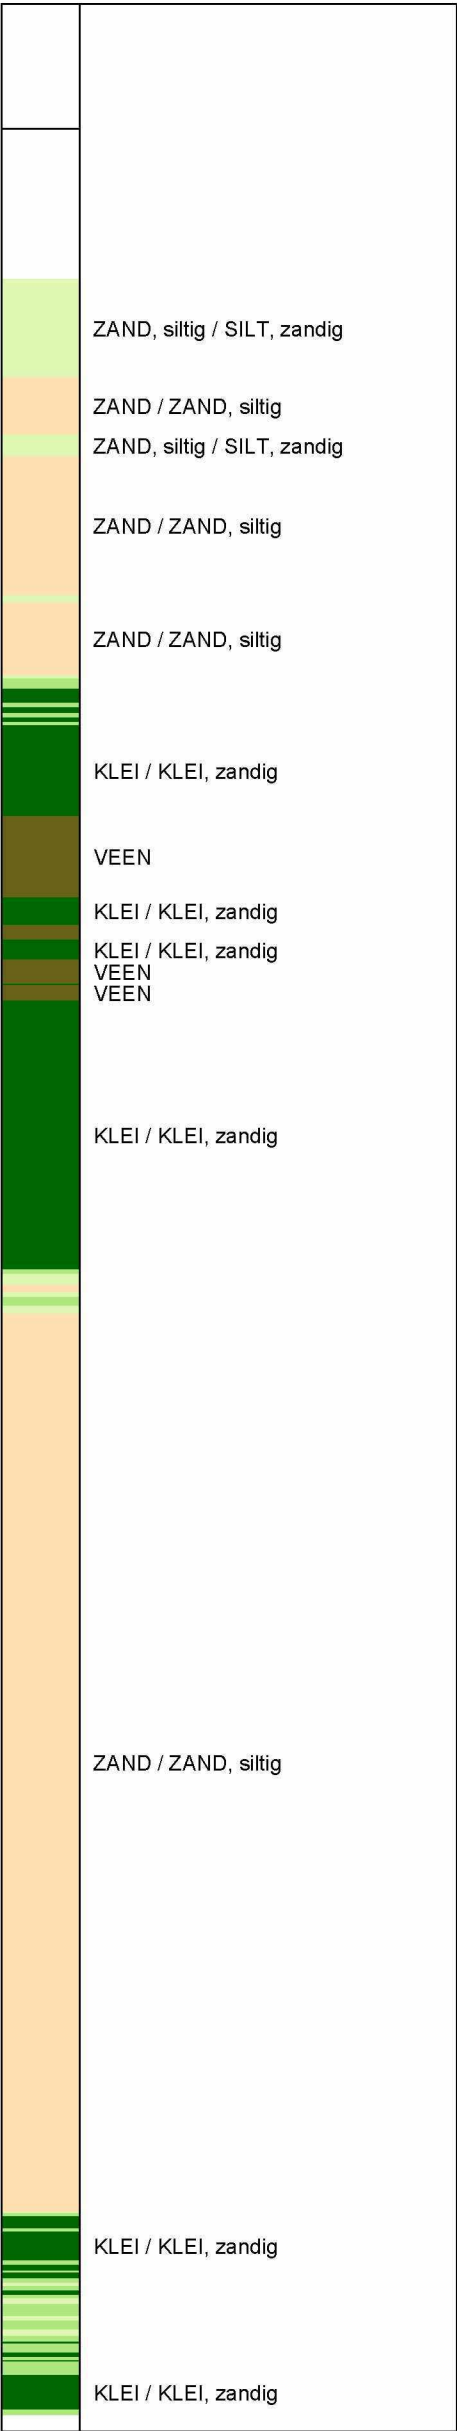 ZAND, siltig / SILT, zandig
ZAND / ZAND, siltig
ZAND, siltig / SILT, zandig
ZAND / ZAND, siltig
ZAND / ZAND, siltig
KLEI / KLEI, zandig
VEEN
KLEI / KLEI, zandig
KLEI / KLEI, zandig
VEEN
VEEN
KLEI / KLEI, zandig
ZAND / ZAND, siltig
KLEI / KLEI, zandig
KLEI / KLEI, zandig